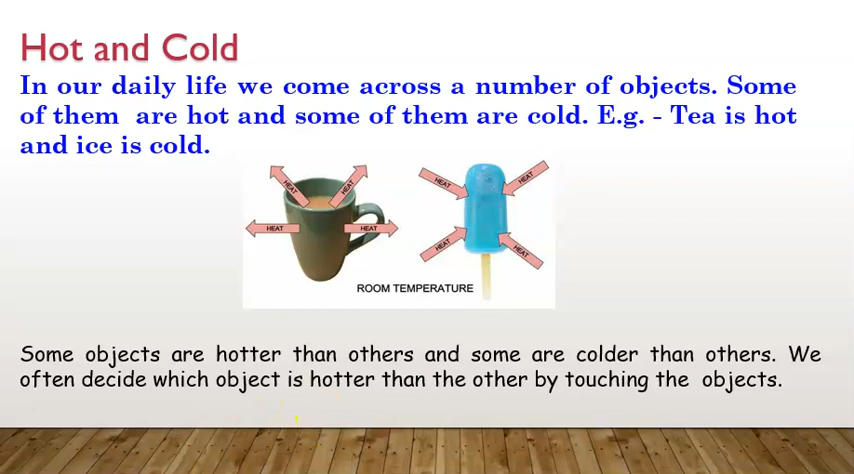 Hot and Cold
In our daily life we come across a number of objects. Some
of them are hot and some of them are cold. E.g. - Tea is hot
and ice is cold.
HEAT HEAT HEAT HEAT
HEAT HEAT HEAT HEAT
ROOM TEMPERATURE
Some objects are hotter than others and some are colder than others. We
often decide which object is hotter than the other by touching the objects.